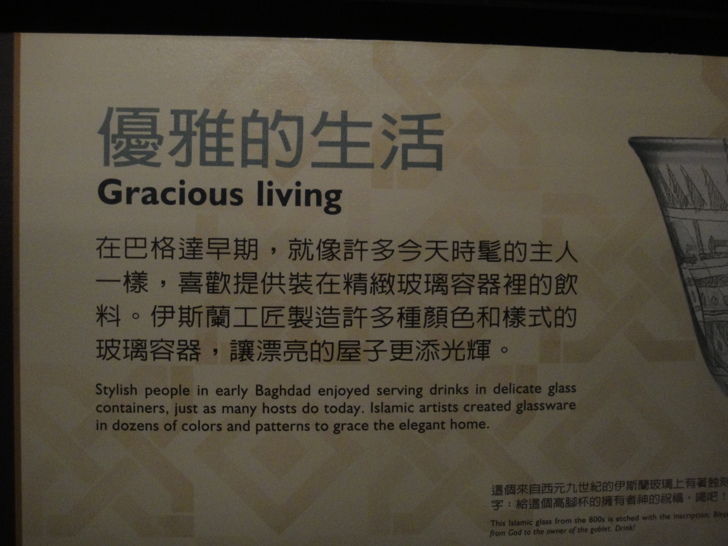 優雅的生活
Gracious living
在巴格達早期，就像許多今天時髦的主人
一樣，喜歡提供裝在精緻玻璃容器裡的飲
料。伊斯蘭工匠製造許多種顏色和樣式的
玻璃容器，讓漂亮的屋子更添光輝。
Stylish people in early Baghdad enjoyed serving drinks in delicate glass
containers, just as many hosts do today. Islamic artists created glassware
in dozens of colors and patterns to grace the elegant home.
這個來自西元九世紀的伊斯蘭玻璃上有著蝕刻
字：給這個高腳杯的擁有者神的祝福，喝吧！
This Islamic glass from the 800s is etched with the inscription,
from God to the owner of the goblet. Drink!